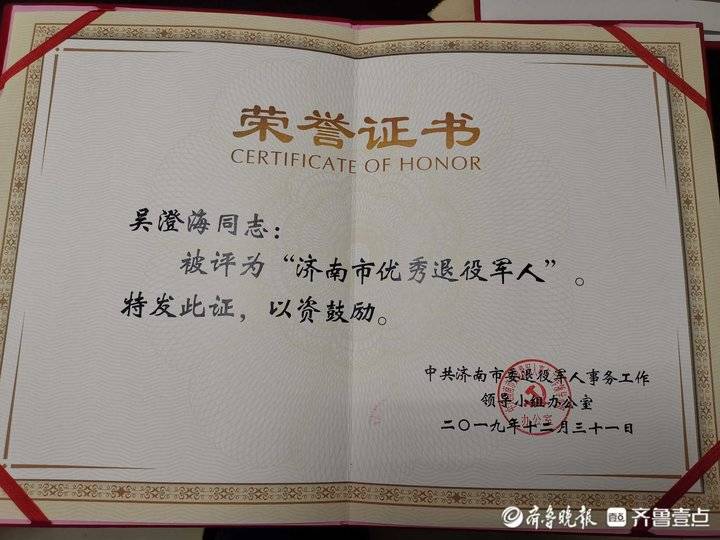 荣誉证书
CERTIFICATE OF HONOR
吴澄海同志：
被评为“济南市优秀退役军人”。
特发此证，以资鼓励。
中共济南市委退役军人事务工作
领导小组办公室
二〇一九年十二月三十一日
办公室
齐鲁晚报 齐鲁壹点